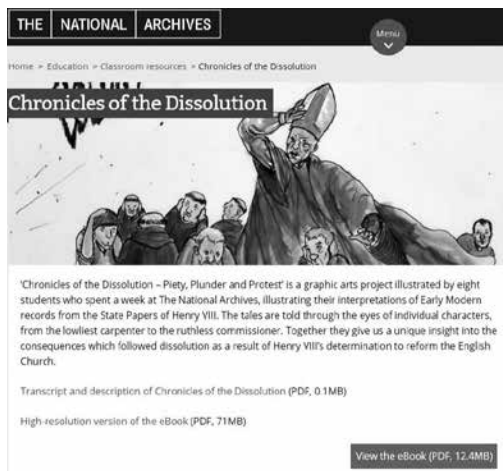 THE NATIONAL ARCHIVES
Menu
Home > Education > Classroom resources > Chronicles of the Dissolution
Chronicles of the Dissolution
'Chronicles of the Dissolution – Piety, Plunder and Protest' is a graphic arts project illustrated by eight
students who spent a week at The National Archives, illustrating their interpretations of Early Modern
records from the State Papers of Henry VIII. The tales are told through the eyes of individual characters,
from the lowliest carpenter to the ruthless commissioner. Together they give us a unique insight into the
consequences which followed dissolution as a result of Henry VIII's determination to reform the English
Church.
Transcript and description of Chronicles of the Dissolution (PDF, 0.1MB)
High-resolution version of the eBook (PDF, 71MB)
View the eBook (PDF, 12.4MB)